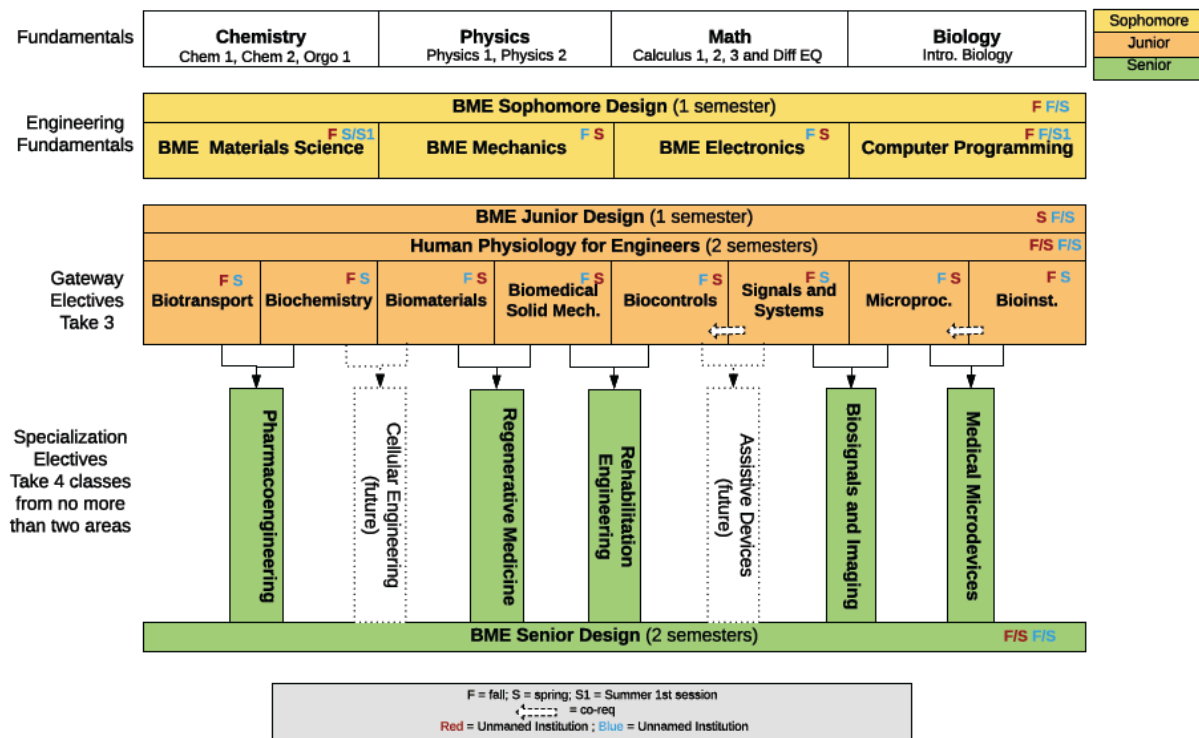 Fundamentals
Chemistry
Chem 1, Chem 2, Orgo 1
Physics
Physics 1, Physics 2
Math
Calculus 1, 2, 3 and Diff EQ
Biology
Intro. Biology
Sophomore
Junior
Senior
Engineering
Fundamentals
BME Sophomore Design (1 semester)
F F/S
F S/S1
BME Materials Science
F S
BME Mechanics
F S
BME Electronics
F F/S1
Computer Programming
BME Junior Design (1 semester)
S F/S
Human Physiology for Engineers (2 semesters)
F/S F/S
Gateway
Electives
Take 3
F S
Biotransport
F S
Biochemistry
F S
Biomaterials
F S
Biomedical
Solid Mech.
F S
Biocontrols
F S
Signals and
Systems
F S
Microproc.
F S
Bioinst.
Specialization
Electives
Take 4 classes
from no more
than two areas
Pharmacoengineering
Cellular Engineering
(future)
Regenerative Medicine
Rehabilitation
Engineering
Assistive Devices
(future)
Biosignals and Imaging
Medical Microdevices
BME Senior Design (2 semesters)
F/S F/S
F = fall; S = spring; S1 = Summer 1st session
= co-req
Red = Unmaned Institution ; Blue = Unnamed Institution